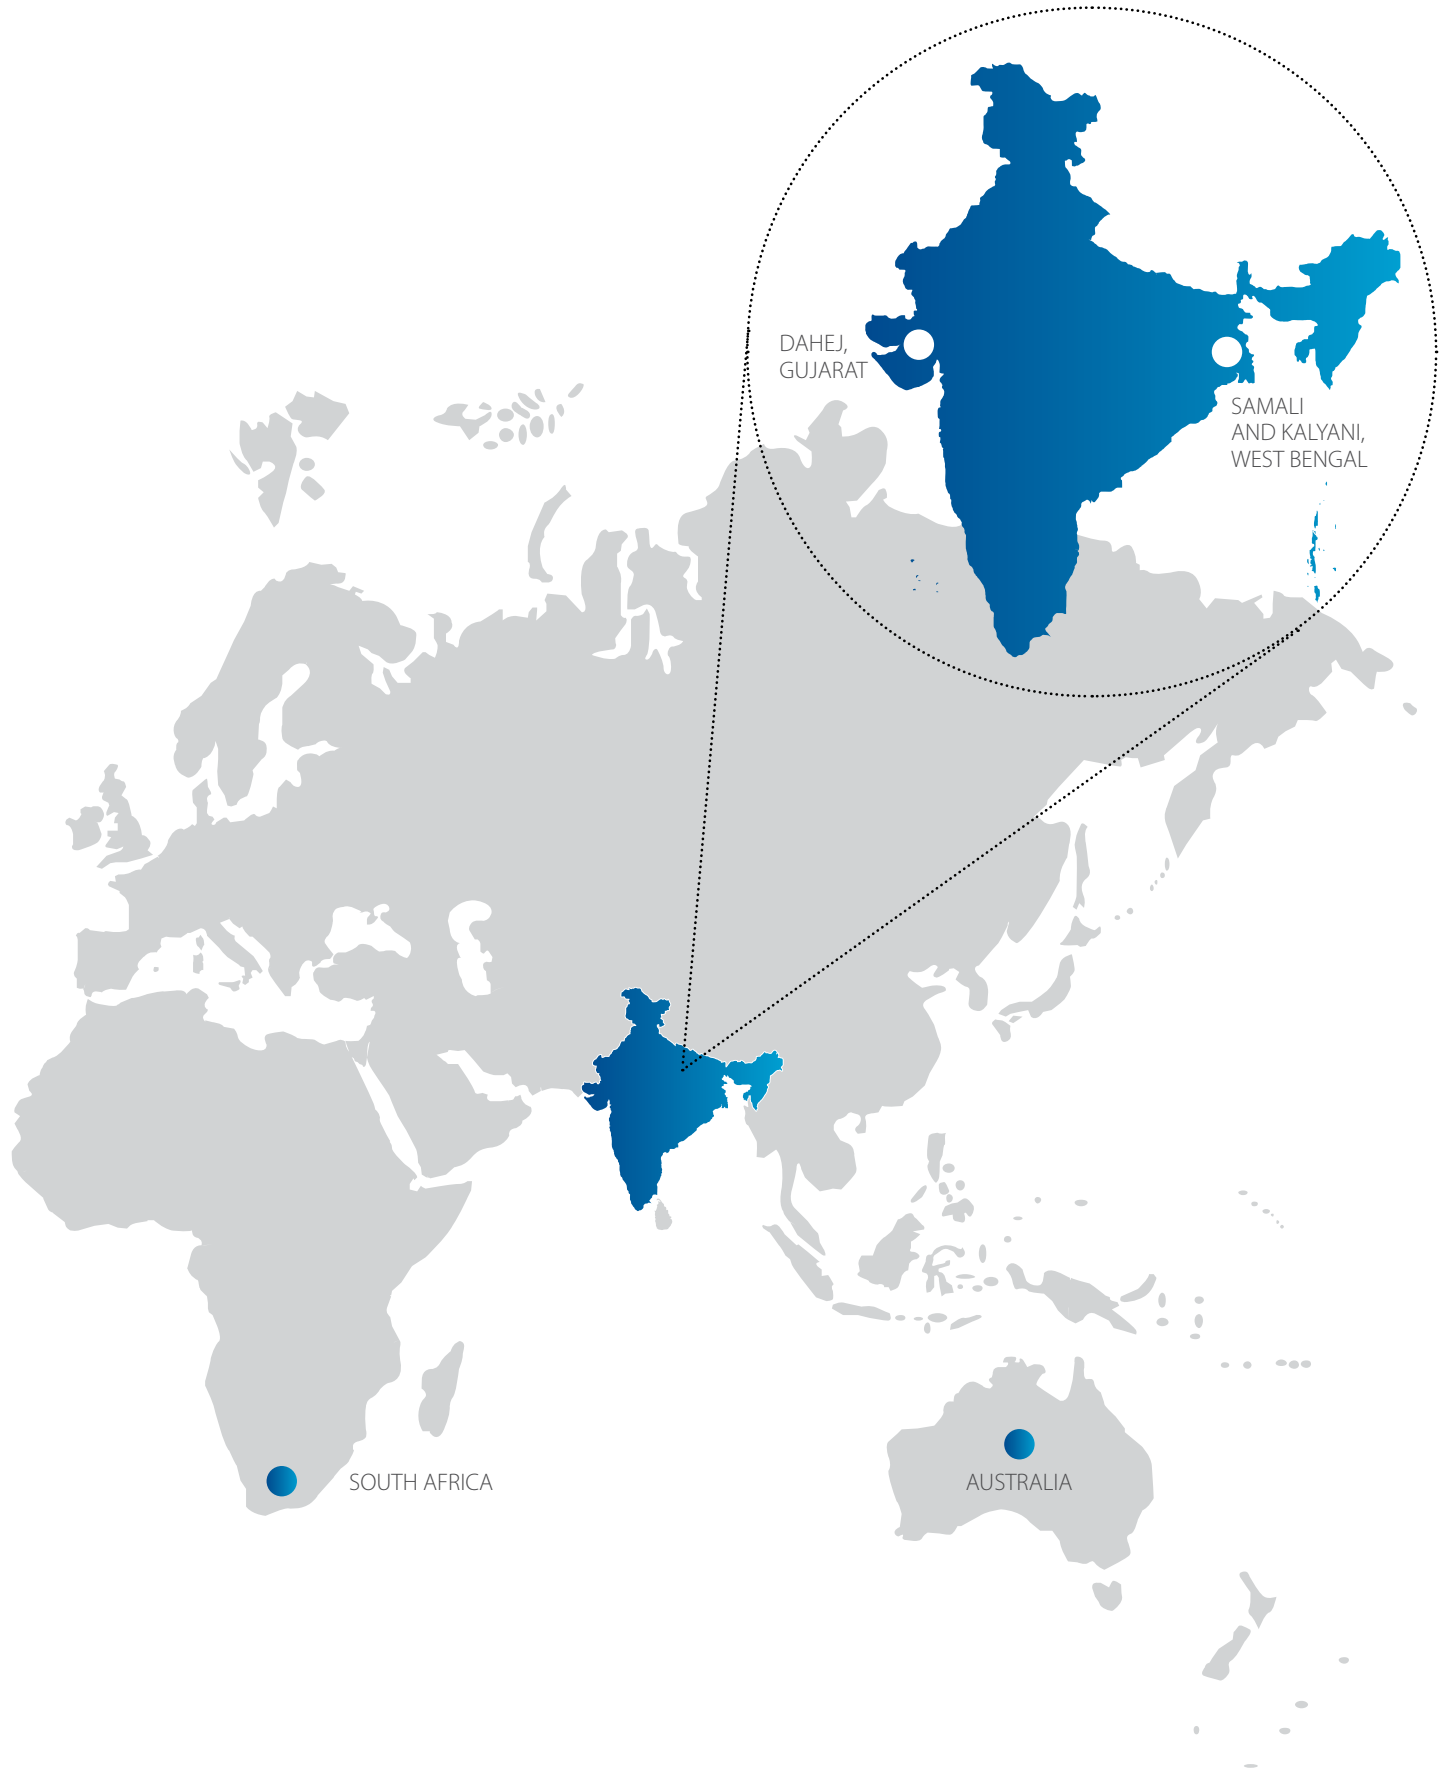 DAHEJ,
GUJARAT
SAMALI
AND KALYANI,
WEST BENGAL
SOUTH AFRICA
AUSTRALIA